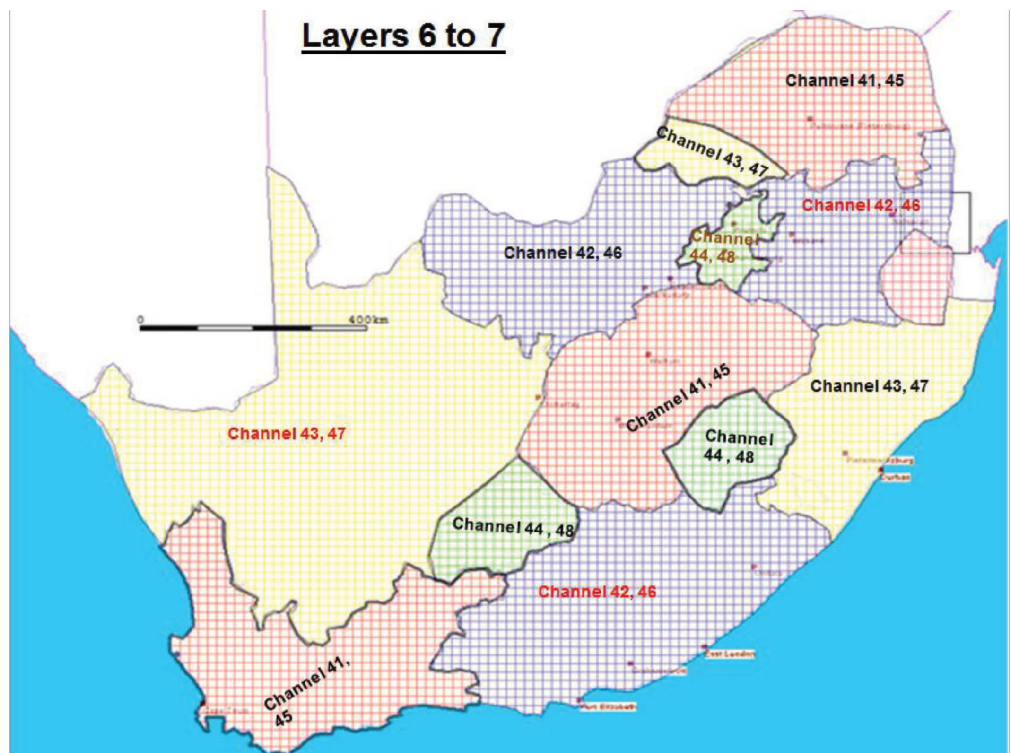 Layers 6 to 7
Channel 41, 45
Channel 43, 47
Channel 42, 46
Channel 42, 46
Channel
44, 48
0
400km
Channel 41, 45
Channel 43, 47
Channel 43, 47
Channel
44, 48
Durban
Channel 44 , 48
Channel 42, 46
East London
Channel 41,
45
Port Elizabeth